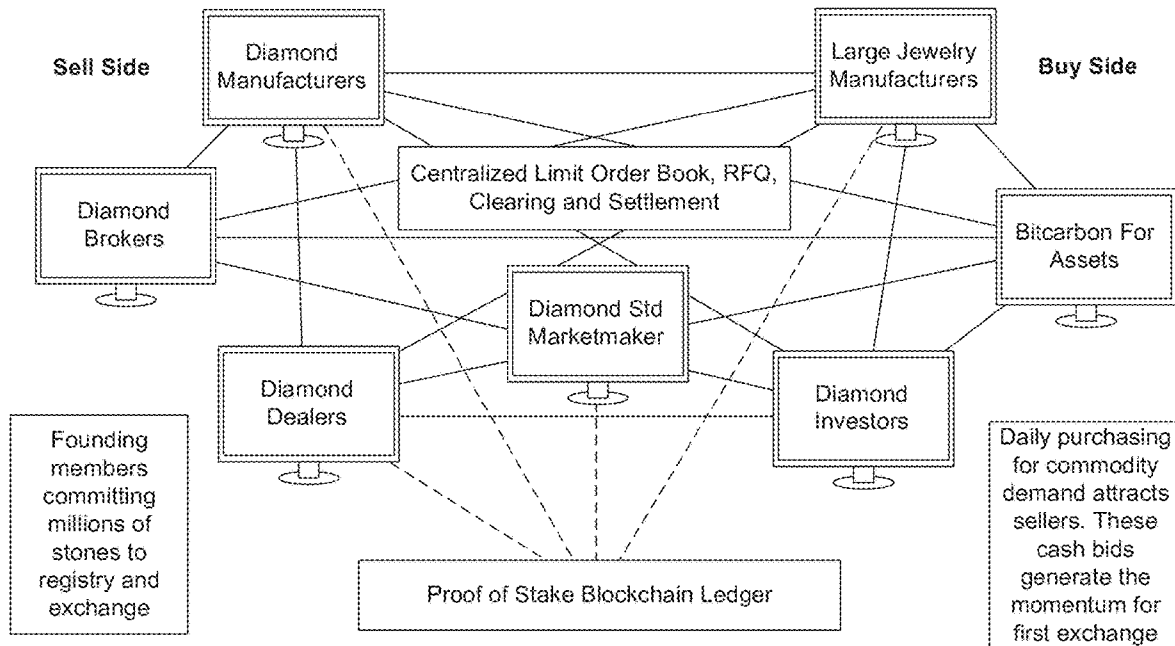 Sell Side
Diamond
Manufacturers
Large Jewelry
Manufacturers
Buy Side
Centralized Limit Order Book, RFQ,
Clearing and Settlement
Diamond
Brokers
Bitcarbon For
Assets
Diamond Std
Marketmaker
Diamond
Dealers
Diamond
Investors
Founding
members
committing
millions of
stones to
registry and
exchange
Daily purchasing
for commodity
demand attracts
sellers. These
cash bids
generate the
momentum for
first exchange
Proof of Stake Blockchain Ledger